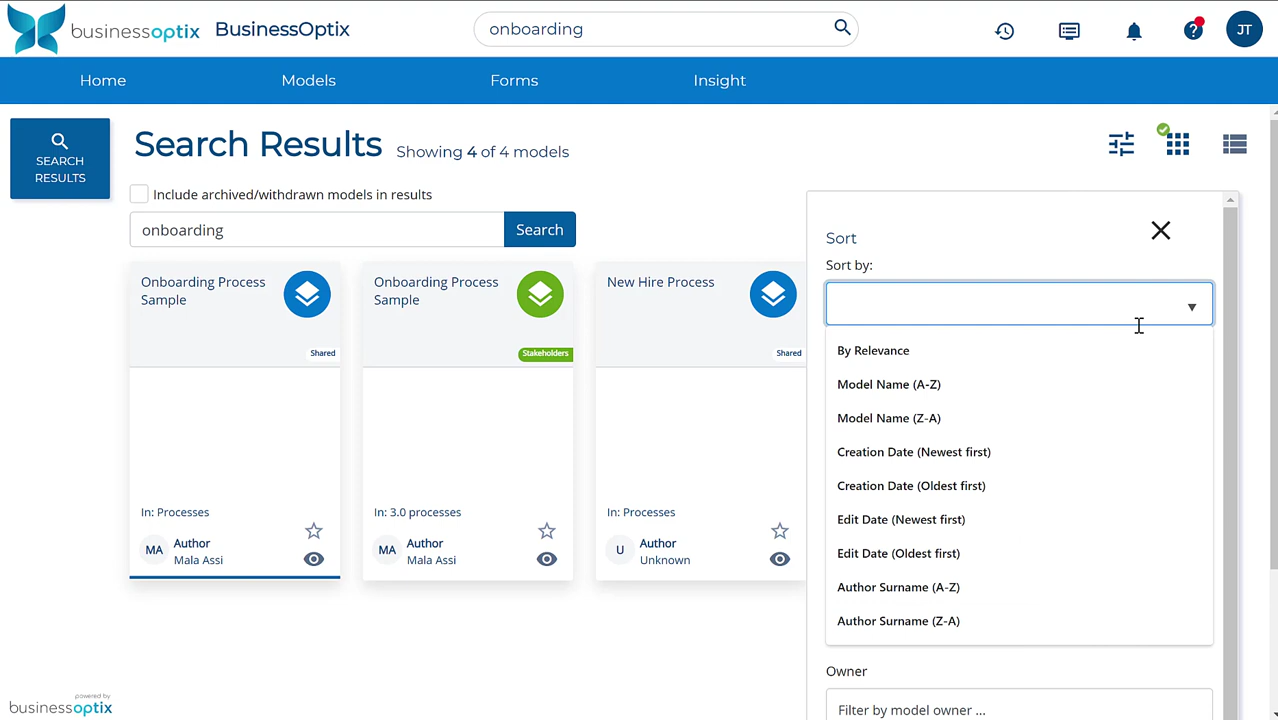 businessoptix
BusinessOptix
onboarding
JT
Home
Models
Forms
Insight
SEARCH
RESULTS
Search Results
Showing 4 of 4 models
Include archived/withdrawn models in results
onboarding
Search
Onboarding Process
Sample
Shared
In: Processes
MA
Author
Mala Assi
Onboarding Process
Sample
Stakeholders
In: 3.0 processes
MA
Author
Mala Assi
New Hire Process
Shared
In: Processes
U
Author
Unknown
Sort
Sort by:
By Relevance
Model Name (A-Z)
Model Name (Z-A)
Creation Date (Newest first)
Creation Date (Oldest first)
Edit Date (Newest first)
Edit Date (Oldest first)
Author Surname (A-Z)
Author Surname (Z-A)
Owner
Filter by model owner ...
powered by
businessoptix